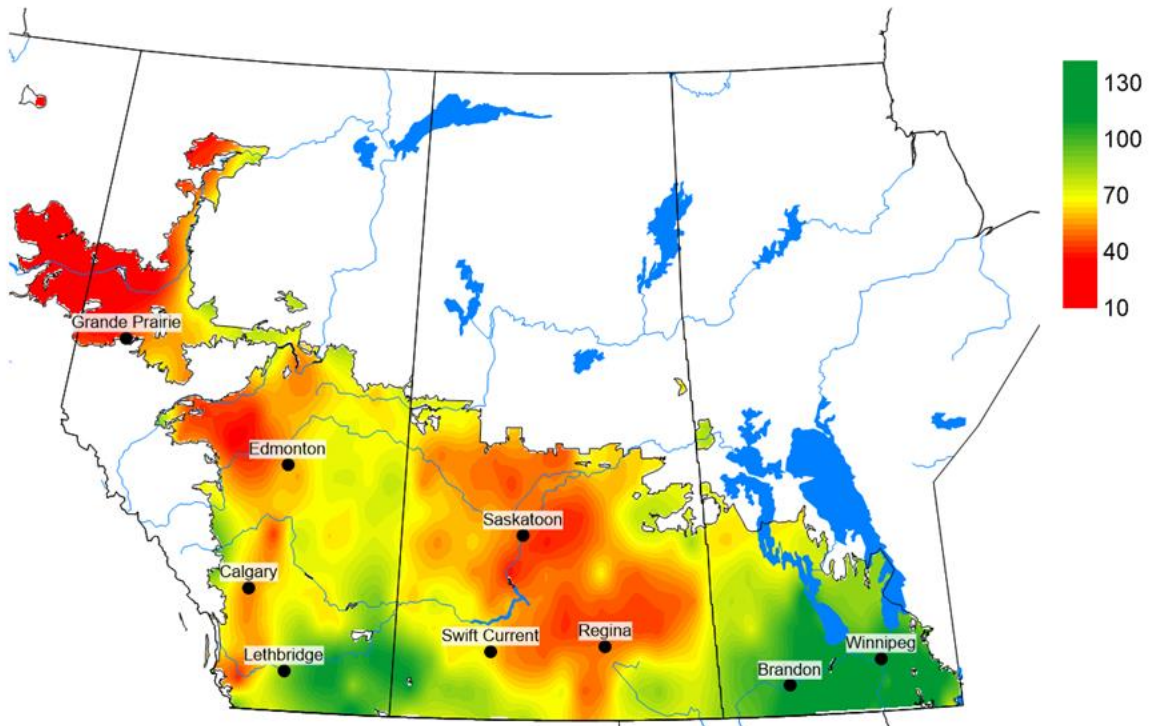 130
100
70
40
10
Grande Prairie
Edmonton
Saskatoon
Calgary
Swift Current
Regina
Lethbridge
Winnipeg
Brandon